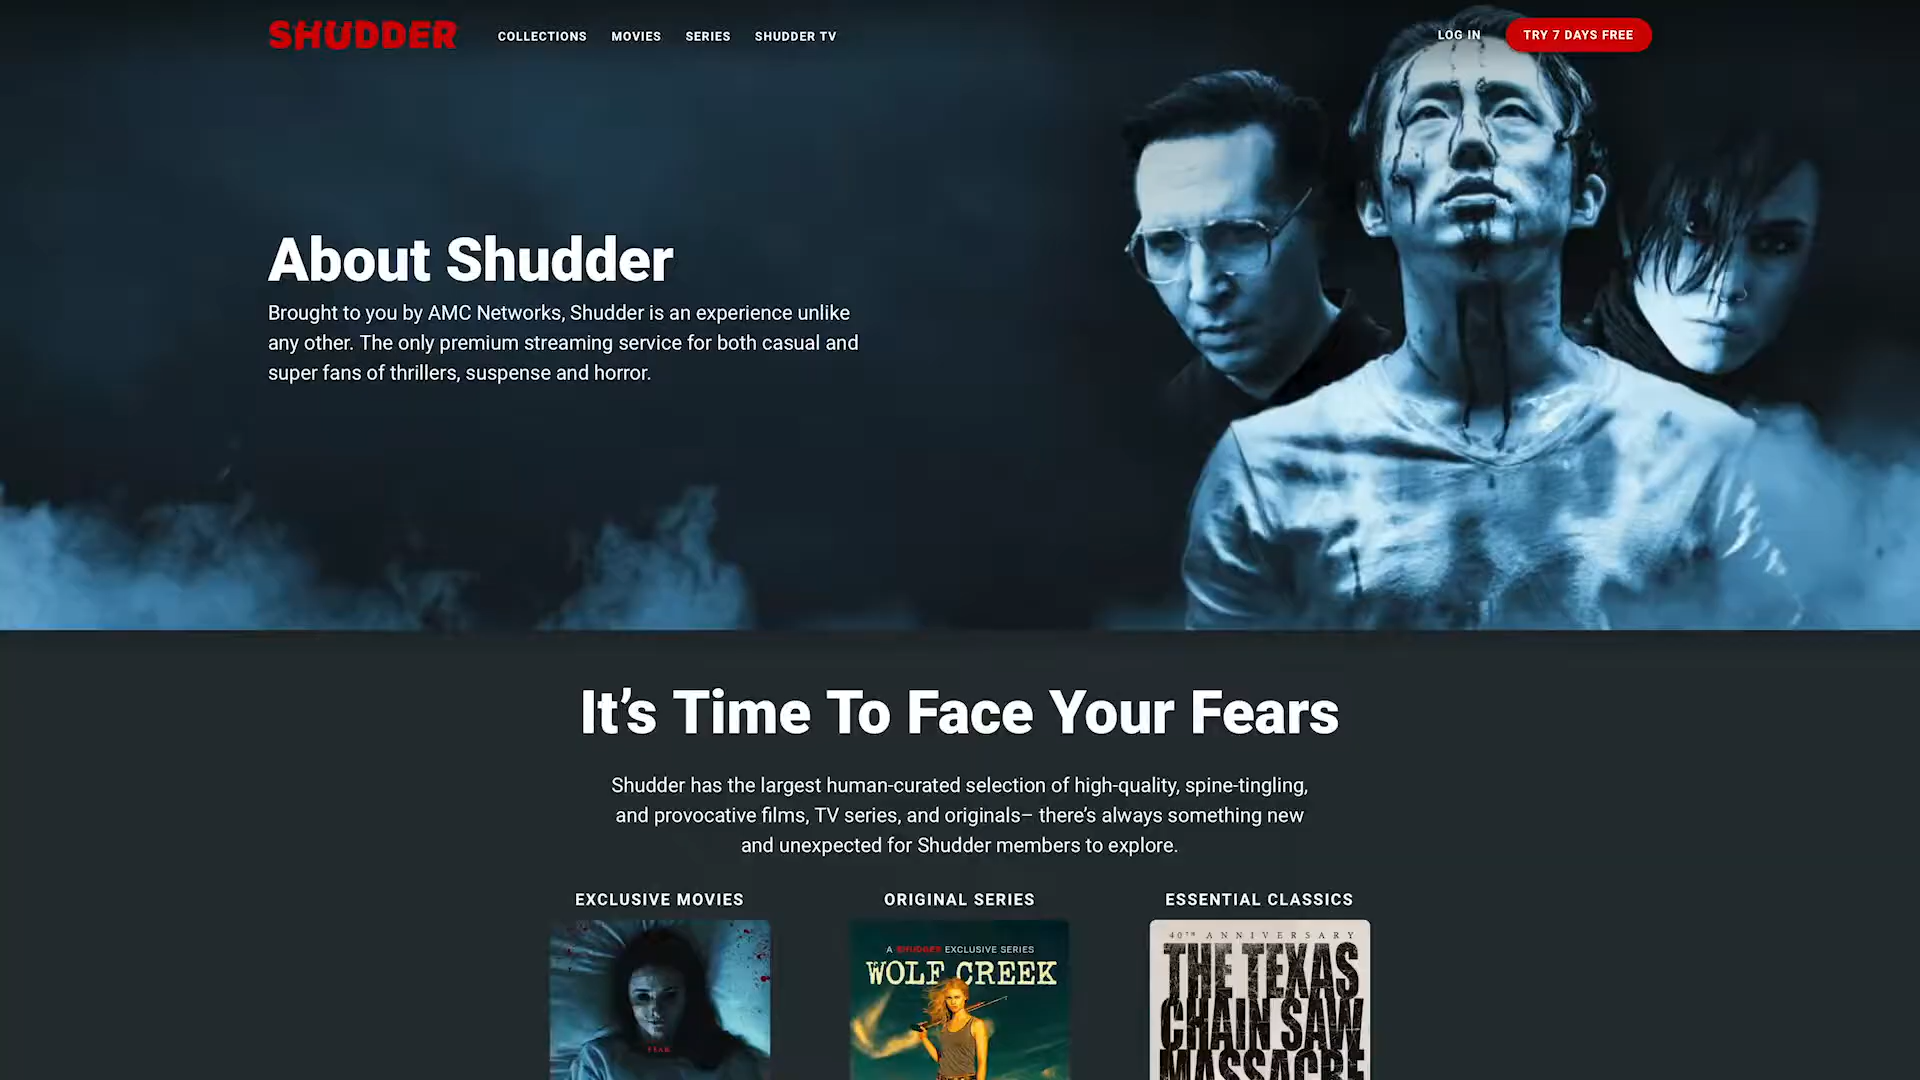 SHUDDER
COLLECTIONS
MOVIES
SERIES
SHUDDER TV
LOG IN
TRY 7 DAYS FREE
About Shudder
Brought to you by AMC Networks, Shudder is an experience unlike
any other. The only premium streaming service for both casual and
super fans of thrillers, suspense and horror.
It’s Time To Face Your Fears
Shudder has the largest human-curated selection of high-quality, spine-tingling,
and provocative films, TV series, and originals– there’s always something new
and unexpected for Shudder members to explore.
EXCLUSIVE MOVIES
ORIGINAL SERIES
ESSENTIAL CLASSICS
FEAR
A SHUDDER EXCLUSIVE SERIES
WOLF CREEK
40TH ANNIVERSARY
THE TEXAS
CHAIN SAW
MASSACRE